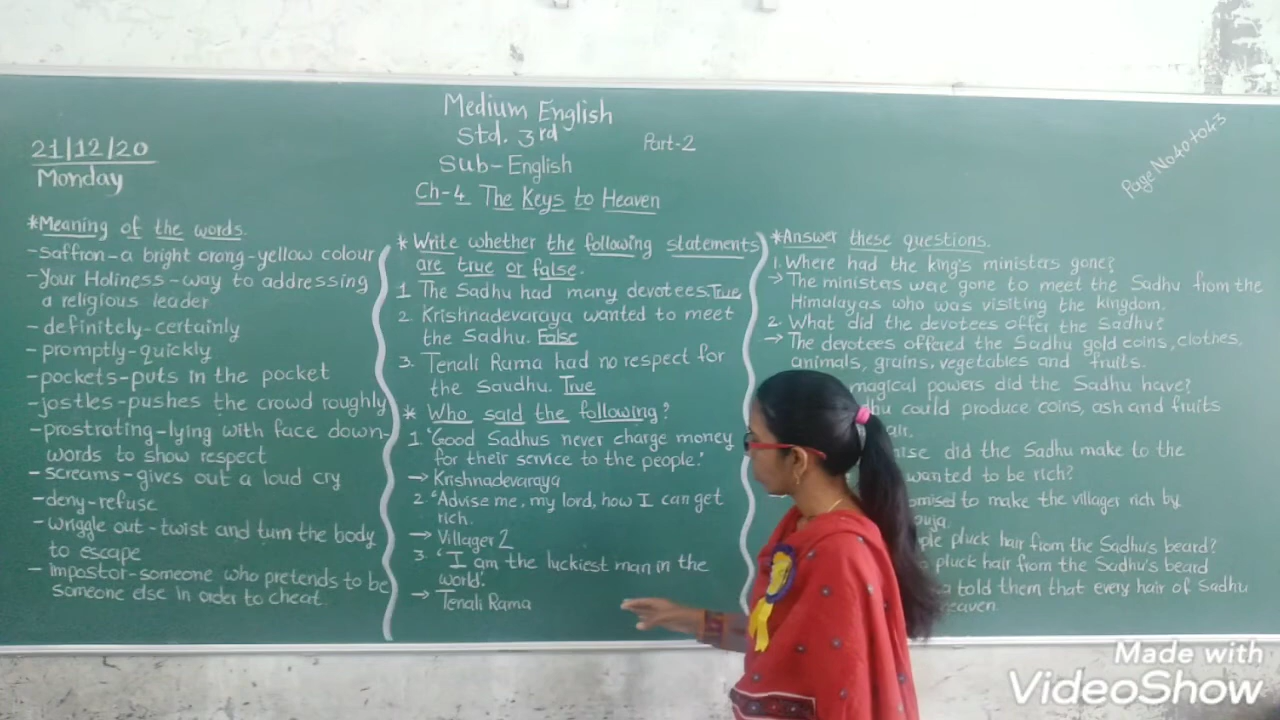 Medium English
Std. 3rd
Part-2
Sub-English
Ch-4 The Keys to Heaven
21/12/20
Monday
Page No 40 to 43
*Meaning of the words.
-Saffron-a bright orang-yellow colour
-Your Holiness-way to addressing
a religious leader
-definitely-certainly
-promptly-quickly
-pockets-puts in the pocket
-jostles-pushes the crowd roughly
-prostrating-lying with face down-
words to show respect
-screams-gives out a loud cry
-deny-refuse
-wriggle out-twist and turn the body
to escape
-impostor-someone who pretends to be
someone else in order to cheat.
* Write whether the following statements
are true or false.
1. The Sadhu had many devotees. True
2. Krishnadevaraya wanted to meet
the Sadhu. False
3. Tenali Rama had no respect for
the Saudhu. True
* Who said the following?
1 'Good Sadhus never charge money
for their service to the people.'
→ Krishnadevaraya
2 'Advise me, my lord, how I can get
rich.
→ Villager 2
3. 'I am the luckiest man in the
world'.
→ Tenali Rama
*Answer these questions.
1. Where had the king's ministers gone?
→ The ministers were gone to meet the Sadhu from the
Himalayas who was visiting the kingdom.
2. What did the devotees offer the Sadhu?
→ The devotees offered the Sadhu gold coins, clothes,
animals, grains, vegetables and fruits.
magical powers did the Sadhu have?
could produce coins, ash and fruits
air.
did the Sadhu make to the
wanted to be rich?
to make the villager rich by
pouja.
pluck hair from the Sadhu's beard?
pluck hair from the Sadhu's beard
told them that every hair of Sadhu
heaven.
Made with
VideoShow